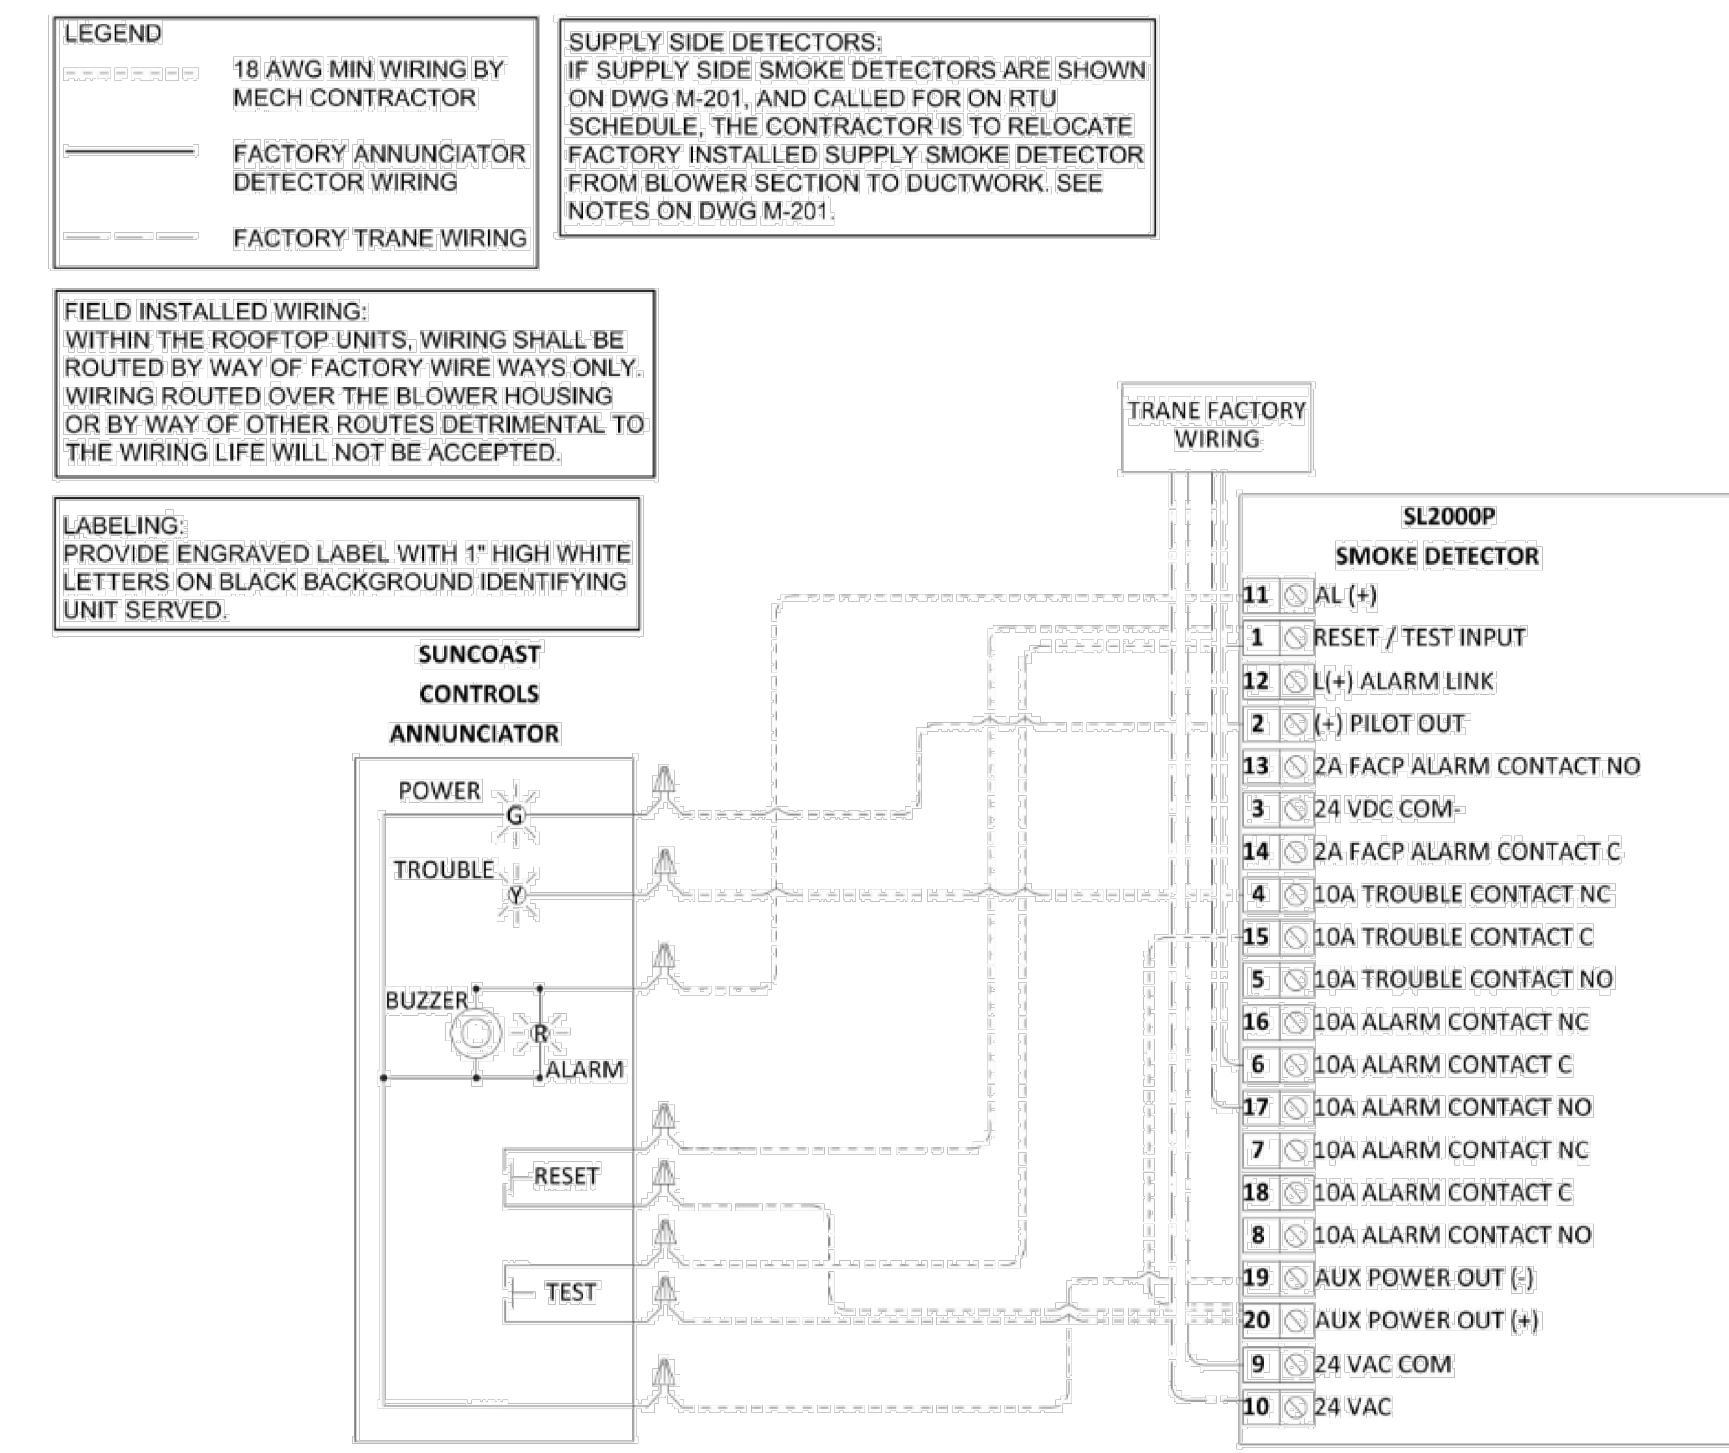 LEGEND
18 AWG MIN WIRING BY
MECH CONTRACTOR
FACTORY ANNUNCIATOR
DETECTOR WIRING
FACTORY TRANE WIRING
SUPPLY SIDE DETECTORS:
IF SUPPLY SIDE SMOKE DETECTORS ARE SHOWN
ON DWG M-201, AND CALLED FOR ON RTU
SCHEDULE, THE CONTRACTOR IS TO RELOCATE
FACTORY INSTALLED SUPPLY SMOKE DETECTOR
FROM BLOWER SECTION TO DUCTWORK. SEE
NOTES ON DWG M-201.
FIELD INSTALLED WIRING:
WITHIN THE ROOFTOP UNITS, WIRING SHALL BE
ROUTED BY WAY OF FACTORY WIRE WAYS ONLY.
WIRING ROUTED OVER THE BLOWER HOUSING
OR BY WAY OF OTHER ROUTES DETRIMENTAL TO
THE WIRING LIFE WILL NOT BE ACCEPTED.
LABELING:
PROVIDE ENGRAVED LABEL WITH 1" HIGH WHITE
LETTERS ON BLACK BACKGROUND IDENTIFYING
UNIT SERVED.
SUNCOAST
CONTROLS
ANNUNCIATOR
POWER
G
TROUBLE
Y
BUZZER
R
ALARM
RESET
TEST
TRANE FACTORY
WIRING
SL2000P
SMOKE DETECTOR
11 AL (+)
1 RESET / TEST INPUT
12 L(+) ALARM LINK
2 (+) PILOT OUT
13 2A FACP ALARM CONTACT NO
3 24 VDC COM-
14 2A FACP ALARM CONTACT C
4 10A TROUBLE CONTACT NC
15 10A TROUBLE CONTACT C
5 10A TROUBLE CONTACT NO
16 10A ALARM CONTACT NC
6 10A ALARM CONTACT C
17 10A ALARM CONTACT NO
7 10A ALARM CONTACT NC
18 10A ALARM CONTACT C
8 10A ALARM CONTACT NO
19 AUX POWER OUT (-)
20 AUX POWER OUT (+)
9 24 VAC COM
10 24 VAC